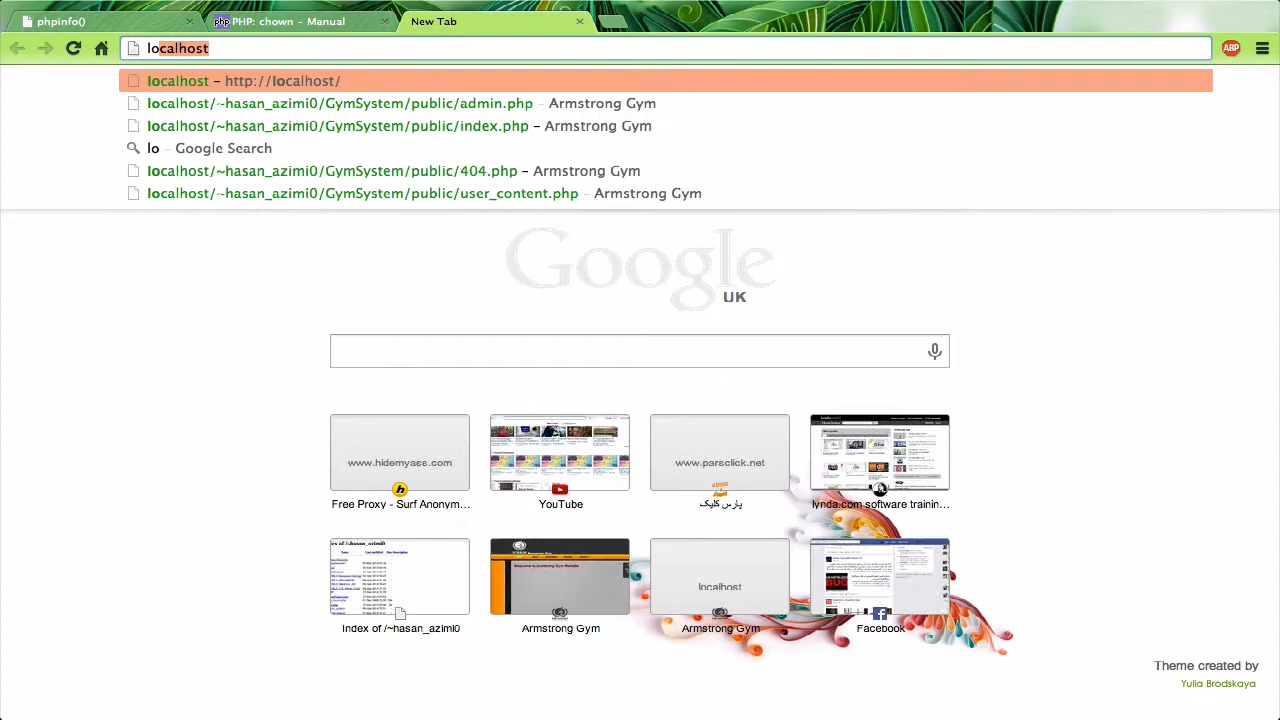 phpinfo()
php PHP: chown - Manual
New Tab
localhost
ABP
localhost – http://localhost/
localhost/~hasan_azimi0/GymSystem/public/admin.php – Armstrong Gym
localhost/~hasan_azimi0/GymSystem/public/index.php – Armstrong Gym
lo – Google Search
localhost/~hasan_azimi0/GymSystem/public/404.php – Armstrong Gym
localhost/~hasan_azimi0/GymSystem/public/user_content.php – Armstrong Gym
Google
UK
www.hidemyass.com
www.parsclick.net
Free Proxy - Surf Anonym...
YouTube
پارس کلیک
lynda.com software trainin...
localhost
Index of /~hasan_azimi0
Armstrong Gym
Armstrong Gym
Facebook
Theme created by
Yulia Brodskaya